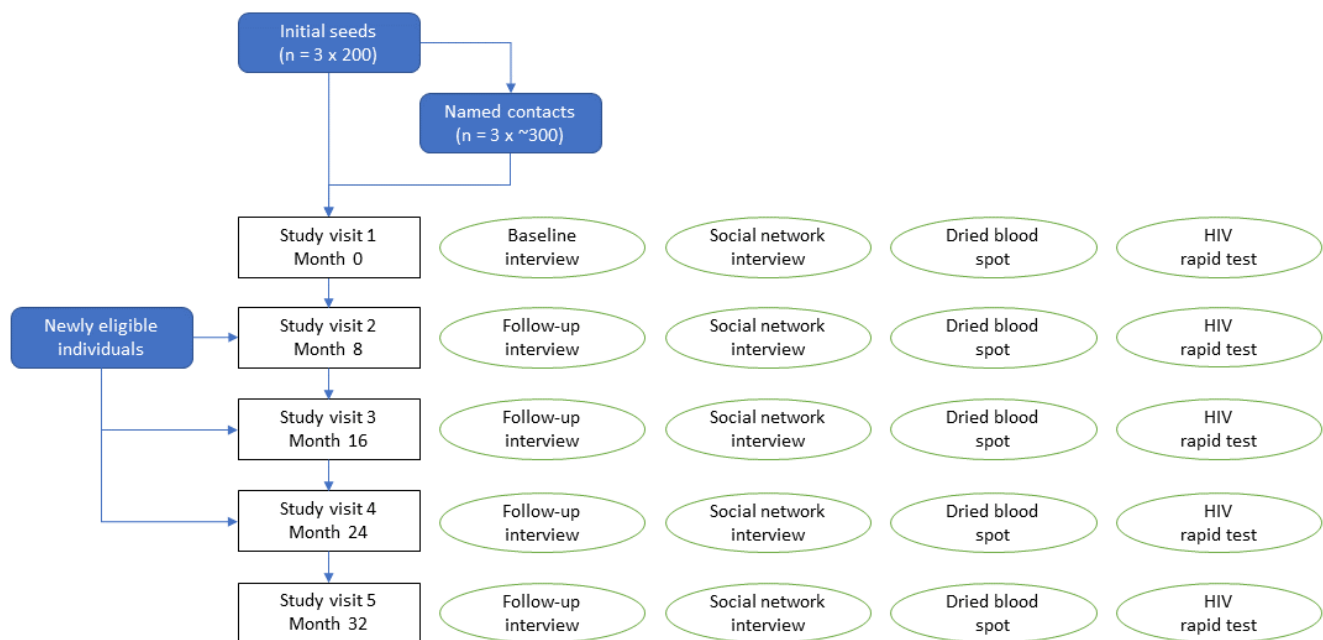 Initial seeds
(n = 3 x 200)
Named contacts
(n = 3 x ~300)
Study visit 1
Month 0
Baseline
interview
Social network
interview
Dried blood
spot
HIV
rapid test
Newly eligible
individuals
Study visit 2
Month 8
Follow-up
interview
Social network
interview
Dried blood
spot
HIV
rapid test
Study visit 3
Month 16
Follow-up
interview
Social network
interview
Dried blood
spot
HIV
rapid test
Study visit 4
Month 24
Follow-up
interview
Social network
interview
Dried blood
spot
HIV
rapid test
Study visit 5
Month 32
Follow-up
interview
Social network
interview
Dried blood
spot
HIV
rapid test